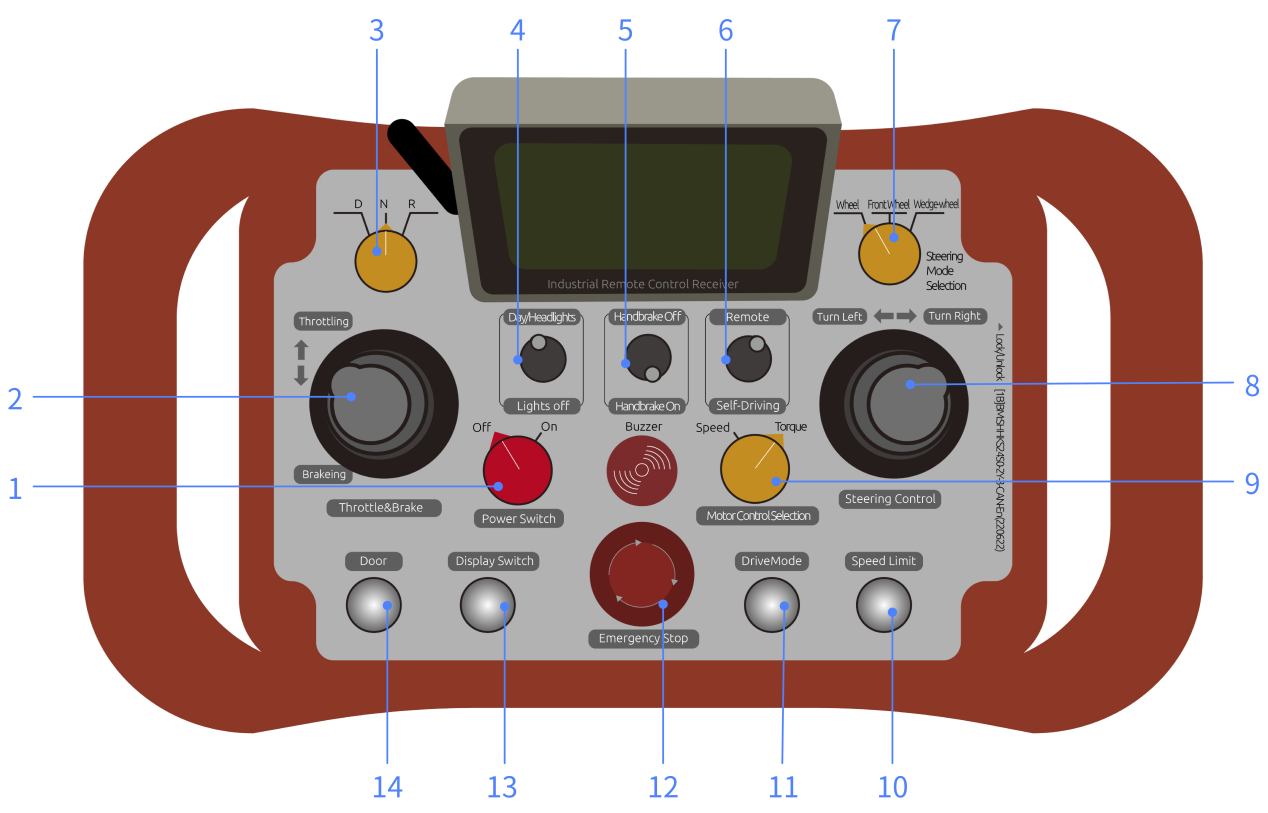 3
4
5
6
7
D N R
Wheel Front Wheel Wedgewheel
Steering
Mode
Selection
Industrial Remote Control Receiver
Throttling
Day/Headlights
Handbrake Off
Remote
Turn Left
Turn Right
2
8
Lights off
Handbrake On
Self-Driving
Off
On
Buzzer
Speed
Torque
Brakeing
1
9
Throttle&Brake
Power Switch
Motor Control Selection
Steering Control
Lock/Unlock
Door
Display Switch
DriveMode
Speed Limit
Emergency Stop
14
13
12
11
10